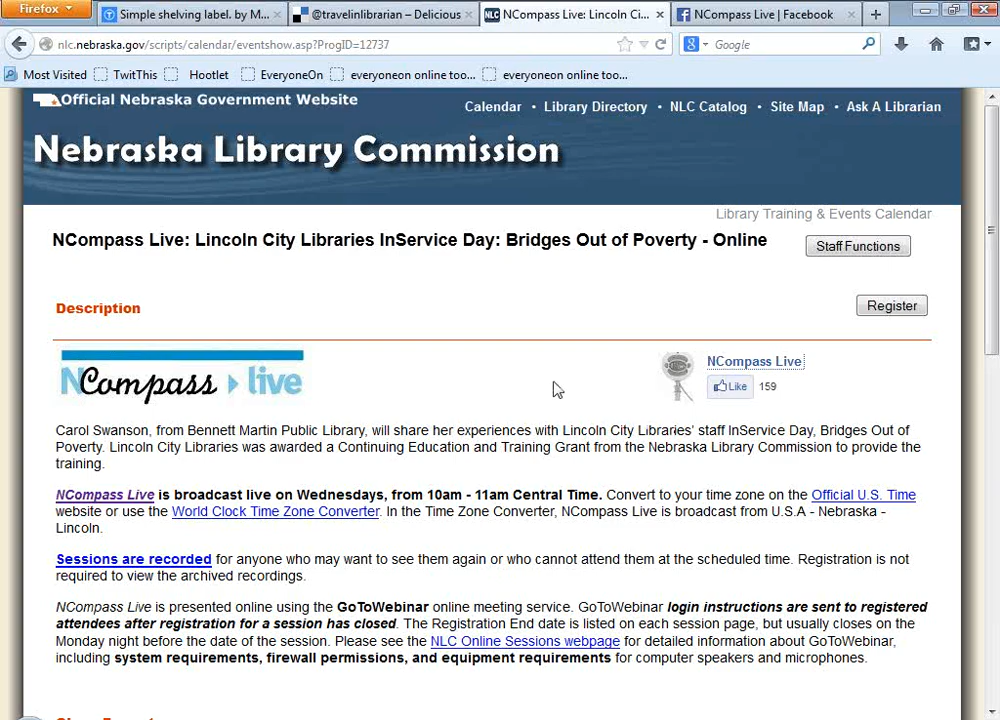 Firefox
Simple shelving label. by M...
@travelinlibrarian – Delicious
NLC NCompass Live: Lincoln Ci...
NCompass Live | Facebook
nlc.nebraska.gov/scripts/calendar/eventshow.asp?ProgID=12737
Google
Most Visited TwitThis Hootlet EveryoneOn everyoneon online too... everyoneon online too...
Official Nebraska Government Website
Calendar • Library Directory • NLC Catalog • Site Map • Ask A Librarian
Nebraska Library Commission
Library Training & Events Calendar
NCompass Live: Lincoln City Libraries InService Day: Bridges Out of Poverty - Online
Staff Functions
Description
Register
NCompass live
NCompass Live
Like 159
Carol Swanson, from Bennett Martin Public Library, will share her experiences with Lincoln City Libraries' staff InService Day, Bridges Out of
Poverty. Lincoln City Libraries was awarded a Continuing Education and Training Grant from the Nebraska Library Commission to provide the
training.
NCompass Live is broadcast live on Wednesdays, from 10am - 11am Central Time. Convert to your time zone on the Official U.S. Time
website or use the World Clock Time Zone Converter. In the Time Zone Converter, NCompass Live is broadcast from U.S.A - Nebraska -
Lincoln.
Sessions are recorded for anyone who may want to see them again or who cannot attend them at the scheduled time. Registration is not
required to view the archived recordings.
NCompass Live is presented online using the GoToWebinar online meeting service. GoToWebinar login instructions are sent to registered
attendees after registration for a session has closed. The Registration End date is listed on each session page, but usually closes on the
Monday night before the date of the session. Please see the NLC Online Sessions webpage for detailed information about GoToWebinar,
including system requirements, firewall permissions, and equipment requirements for computer speakers and microphones.